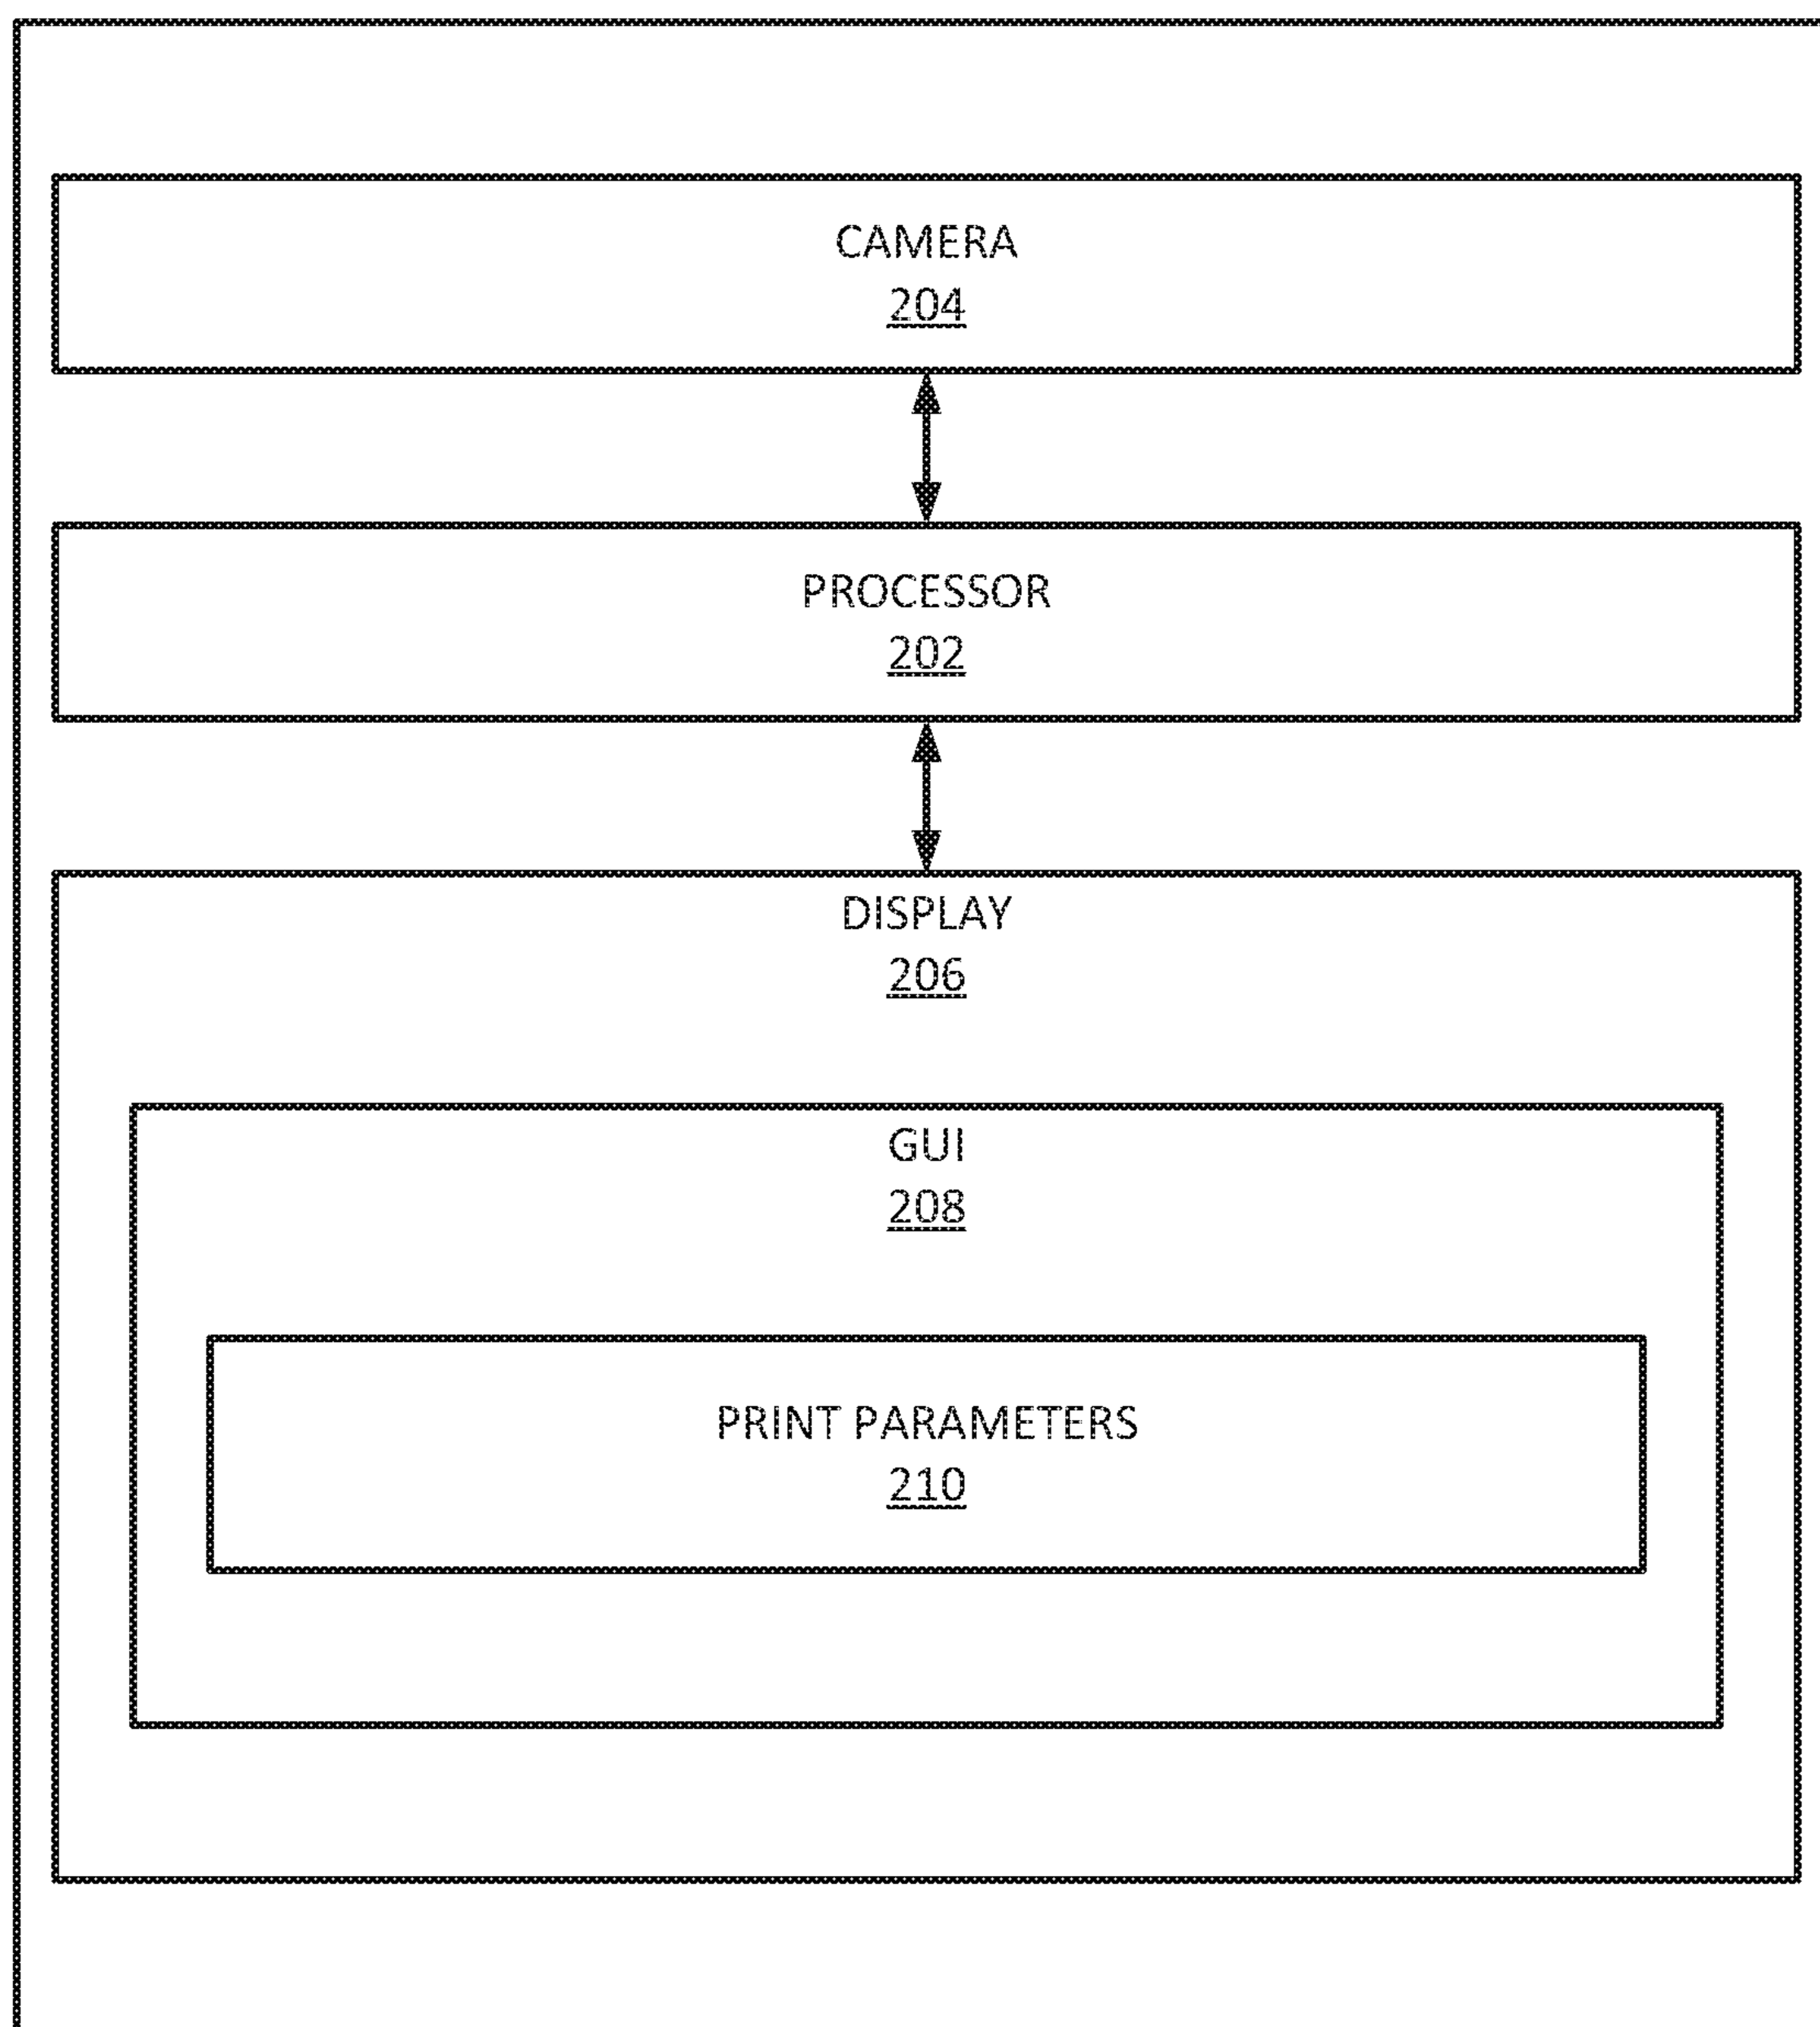 CAMERA
204
PROCESSOR
202
DISPLAY
206
GUI
208
PRINT PARAMETERS
210